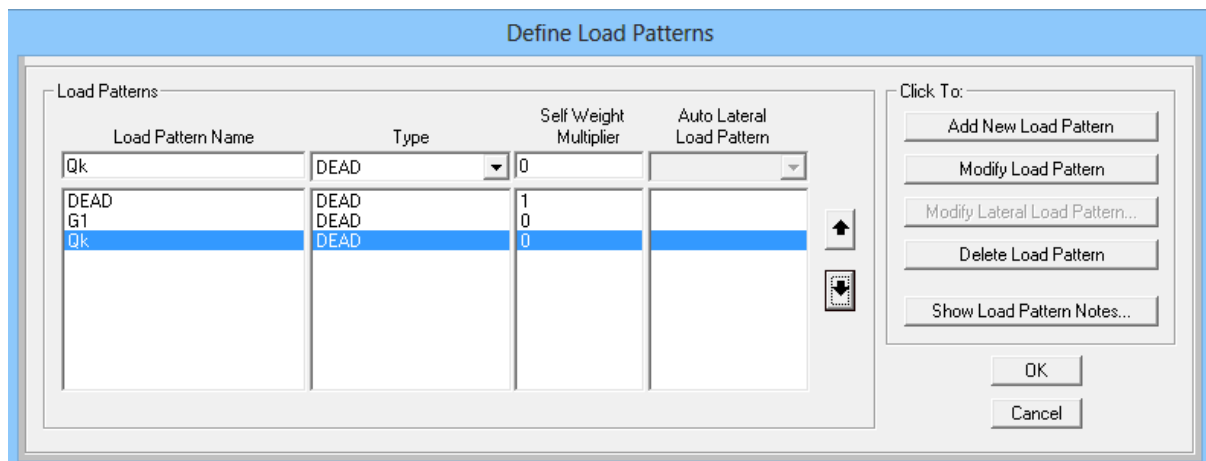 Define Load Patterns
Load Patterns
Click To:
Load Pattern Name
Type
Self Weight
Multiplier
Auto Lateral
Load Pattern
Qk
DEAD
0
DEAD DEAD 1
G1 DEAD 0
Qk DEAD 0
Add New Load Pattern
Modify Load Pattern
Modify Lateral Load Pattern...
Delete Load Pattern
Show Load Pattern Notes...
OK
Cancel